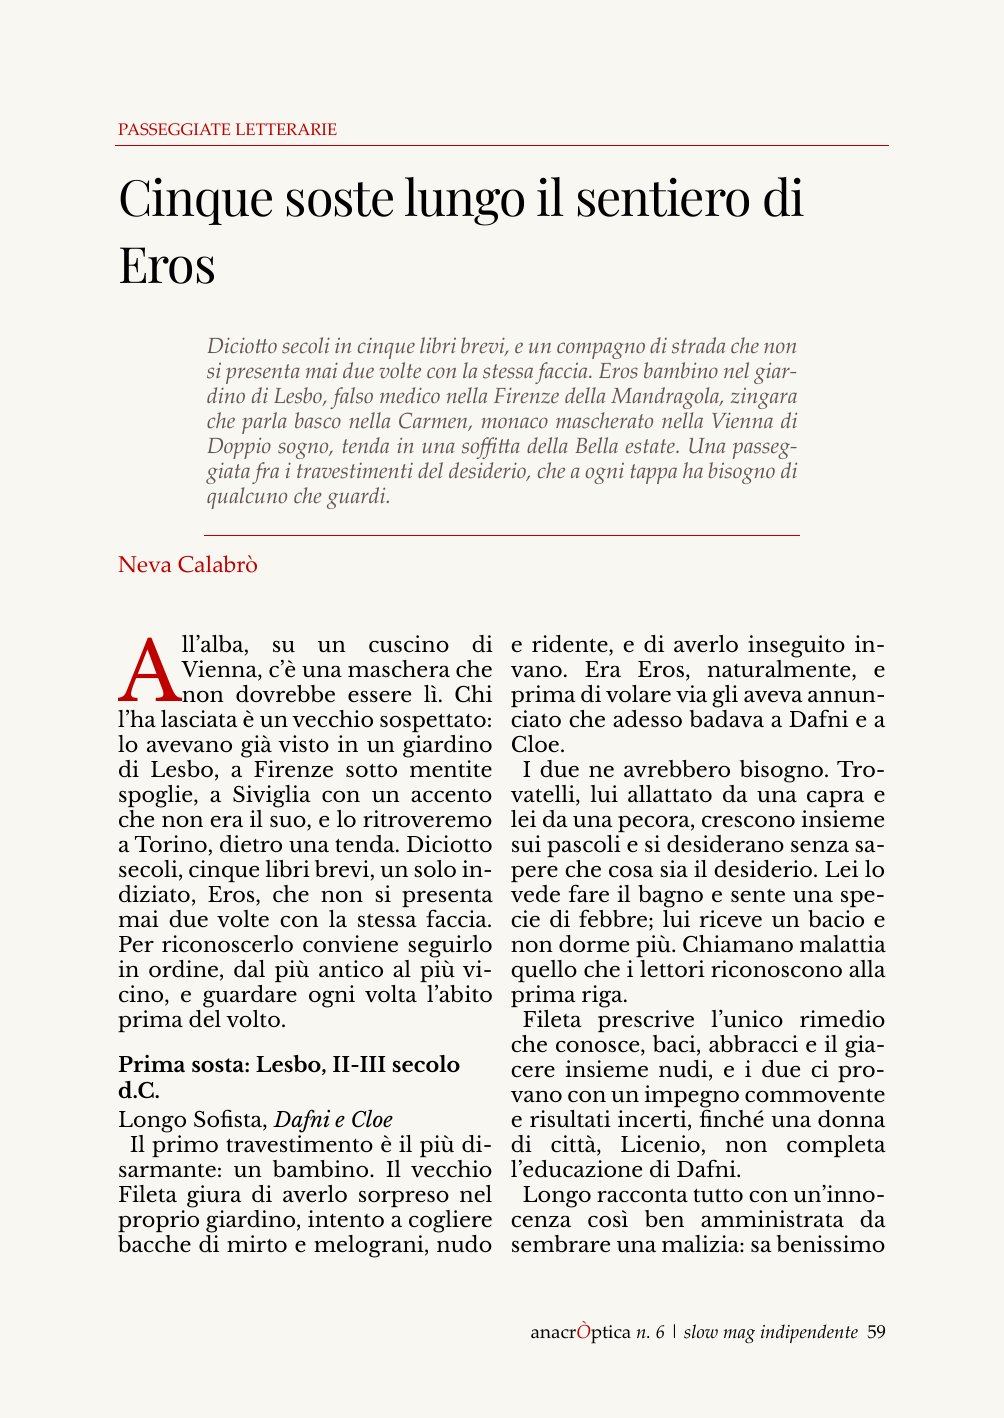 PASSEGGIATE LETTERARIE
Cinque soste lungo il sentiero di
Eros
Diciotto secoli in cinque libri brevi, e un compagno di strada che non
si presenta mai due volte con la stessa faccia. Eros bambino nel giar-
dino di Lesbo, falso medico nella Firenze della Mandragola, zingara
che parla basco nella Carmen, monaco mascherato nella Vienna di
Doppio sogno, tenda in una soffitta della Bella estate. Una passeg-
giata fra i travestimenti del desiderio, che a ogni tappa ha bisogno di
qualcuno che guardi.
Neva Calabrò
All’alba, su un cuscino di
Vienna, c’è una maschera che
non dovrebbe essere lì. Chi
l’ha lasciata è un vecchio sospettato:
lo avevano già visto in un giardino
di Lesbo, a Firenze sotto mentite
spoglie, a Siviglia con un accento
che non era il suo, e lo ritroveremo
a Torino, dietro una tenda. Diciotto
secoli, cinque libri brevi, un solo in-
diziato, Eros, che non si presenta
mai due volte con la stessa faccia.
Per riconoscerlo conviene seguirlo
in ordine, dal più antico al più vi-
cino, e guardare ogni volta l’abito
prima del volto.
Prima sosta: Lesbo, II-III secolo
d.C.
Longo Sofista, Dafni e Cloe
Il primo travestimento è il più di-
sarmante: un bambino. Il vecchio
Fileta giura di averlo sorpreso nel
proprio giardino, intento a cogliere
bacche di mirto e melograni, nudo
e ridente, e di averlo inseguito in-
vano. Era Eros, naturalmente, e
prima di volare via gli aveva annun-
ciato che adesso badava a Dafni e a
Cloe.
I due ne avrebbero bisogno. Tro-
vatelli, lui allattato da una capra e
lei da una pecora, crescono insieme
sui pascoli e si desiderano senza sa-
pere che cosa sia il desiderio. Lei lo
vede fare il bagno e sente una spe-
cie di febbre; lui riceve un bacio e
non dorme più. Chiamano malattia
quello che i lettori riconoscono alla
prima riga.
Fileta prescrive l’unico rimedio
che conosce, baci, abbracci e il gia-
cere insieme nudi, e i due ci pro-
vano con un impegno commovente
e risultati incerti, finché una donna
di città, Licenio, non completa
l’educazione di Dafni.
Longo racconta tutto con un’inno-
cenza così ben amministrata da
sembrare una malizia: sa benissimo
anacrÒptica n. 6 | slow mag indipendente 59